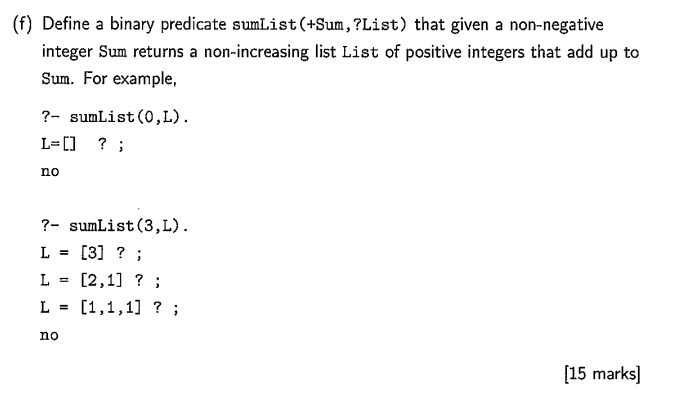 (f) Define a binary predicate sumList(+Sum,?List) that given a non-negative
integer Sum returns a non-increasing list List of positive integers that add up to
Sum. For example,
?- sumList(0,L).
L=[] ? ;
no
?- sumList(3,L).
L = [3] ? ;
L = [2,1] ? ;
L = [1,1,1] ? ;
no
[15 marks]